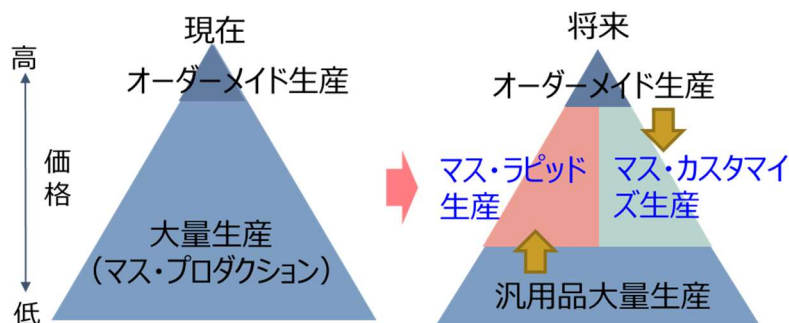 現在
高
オーダーメイド生産
価
格
大量生産
（マス・プロダクション）
低
将来
オーダーメイド生産
マス・ラピッド
生産
マス・カスタマイ
ズ生産
汎用品大量生産